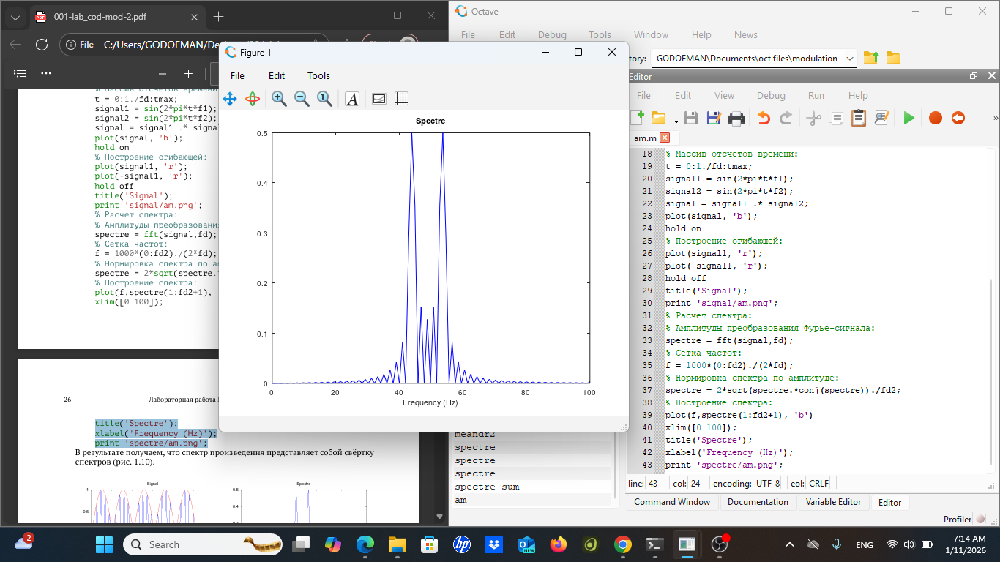 001-lab_cod-mod-2.pdf
File
C:/Users/GODOFMAN/De
t = 0:1./fd:tmax;
signal1 = sin(2*pi*t*f1);
signal2 = sin(2*pi*t*f2);
signal = signal1 .* signa
plot(signal, 'b');
hold on
% Построение огибающей:
plot(signal1, 'r');
plot(-signal1, 'r');
hold off
title('Signal');
print 'signal/am.png';
% Расчет спектра:
% Амплитуды преобразования
spectre = fft(signal,fd);
% Сетка частот:
f = 1000*(0:fd2)./(2*fd);
% Нормировка спектра по ам
spectre = 2*sqrt(spectre.
% Построение спектра:
plot(f,spectre(1:fd2+1),
xlim([0 100]);
26 Лабораторная работа
title('Spectre');
xlabel('Frequency (Hz)');
print 'spectre/am.png';
В результате получаем, что спектр произведения представляет собой свёртку
спектров (рис. 1.10).
Signal
Spectre
1
0.5
0.5
0.4
0.3
Figure 1
File Edit Tools
A
Spectre
0.5
0.4
0.3
0.2
0.1
0
0 20 40 60 80 100
Frequency (Hz)
Octave
File Edit Debug Tools Window Help News
tory: GODOFMAN\Documents\oct files\modulation
Editor
File Edit View Debug Run Help
am.m
18 % Массив отсчётов времени:
19 t = 0:1./fd:tmax;
20 signal1 = sin(2*pi*t*f1);
21 signal2 = sin(2*pi*t*f2);
22 signal = signal1 .* signal2;
23 plot(signal, 'b');
24 hold on
25 % Построение огибающей:
26 plot(signal1, 'r');
27 plot(-signal1, 'r');
28 hold off
29 title('Signal');
30 print 'signal/am.png';
31 % Расчет спектра:
32 % Амплитуды преобразования Фурье-сигнала:
33 spectre = fft(signal,fd);
34 % Сетка частот:
35 f = 1000*(0:fd2)./(2*fd);
36 % Нормировка спектра по амплитуде:
37 spectre = 2*sqrt(spectre.*conj(spectre))./fd2;
38 % Построение спектра:
39 plot(f,spectre(1:fd2+1), 'b')
40 xlim([0 100]);
41 title('Spectre');
42 xlabel('Frequency (Hz)');
43 print 'spectre/am.png';
meandr2
spectre
spectre
spectre
spectre_sum
am
line: 43 col: 24 encoding: UTF-8 eol: CRLF
Command Window Documentation Variable Editor Editor
Profiler
2
Search
NEW
ENG
7:14 AM
1/11/2026